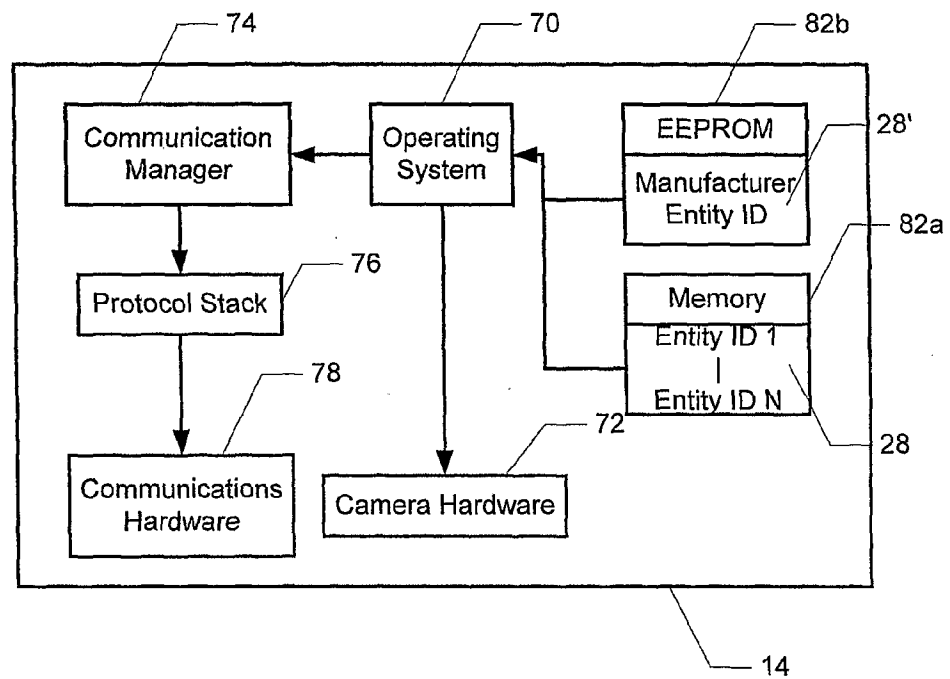 74
70
82b
Communication
Manager
Operating
System
EEPROM
Manufacturer
Entity ID
28'
82a
76
Protocol Stack
Memory
Entity ID 1
Entity ID N
78
72
28
Communications
Hardware
Camera Hardware
14